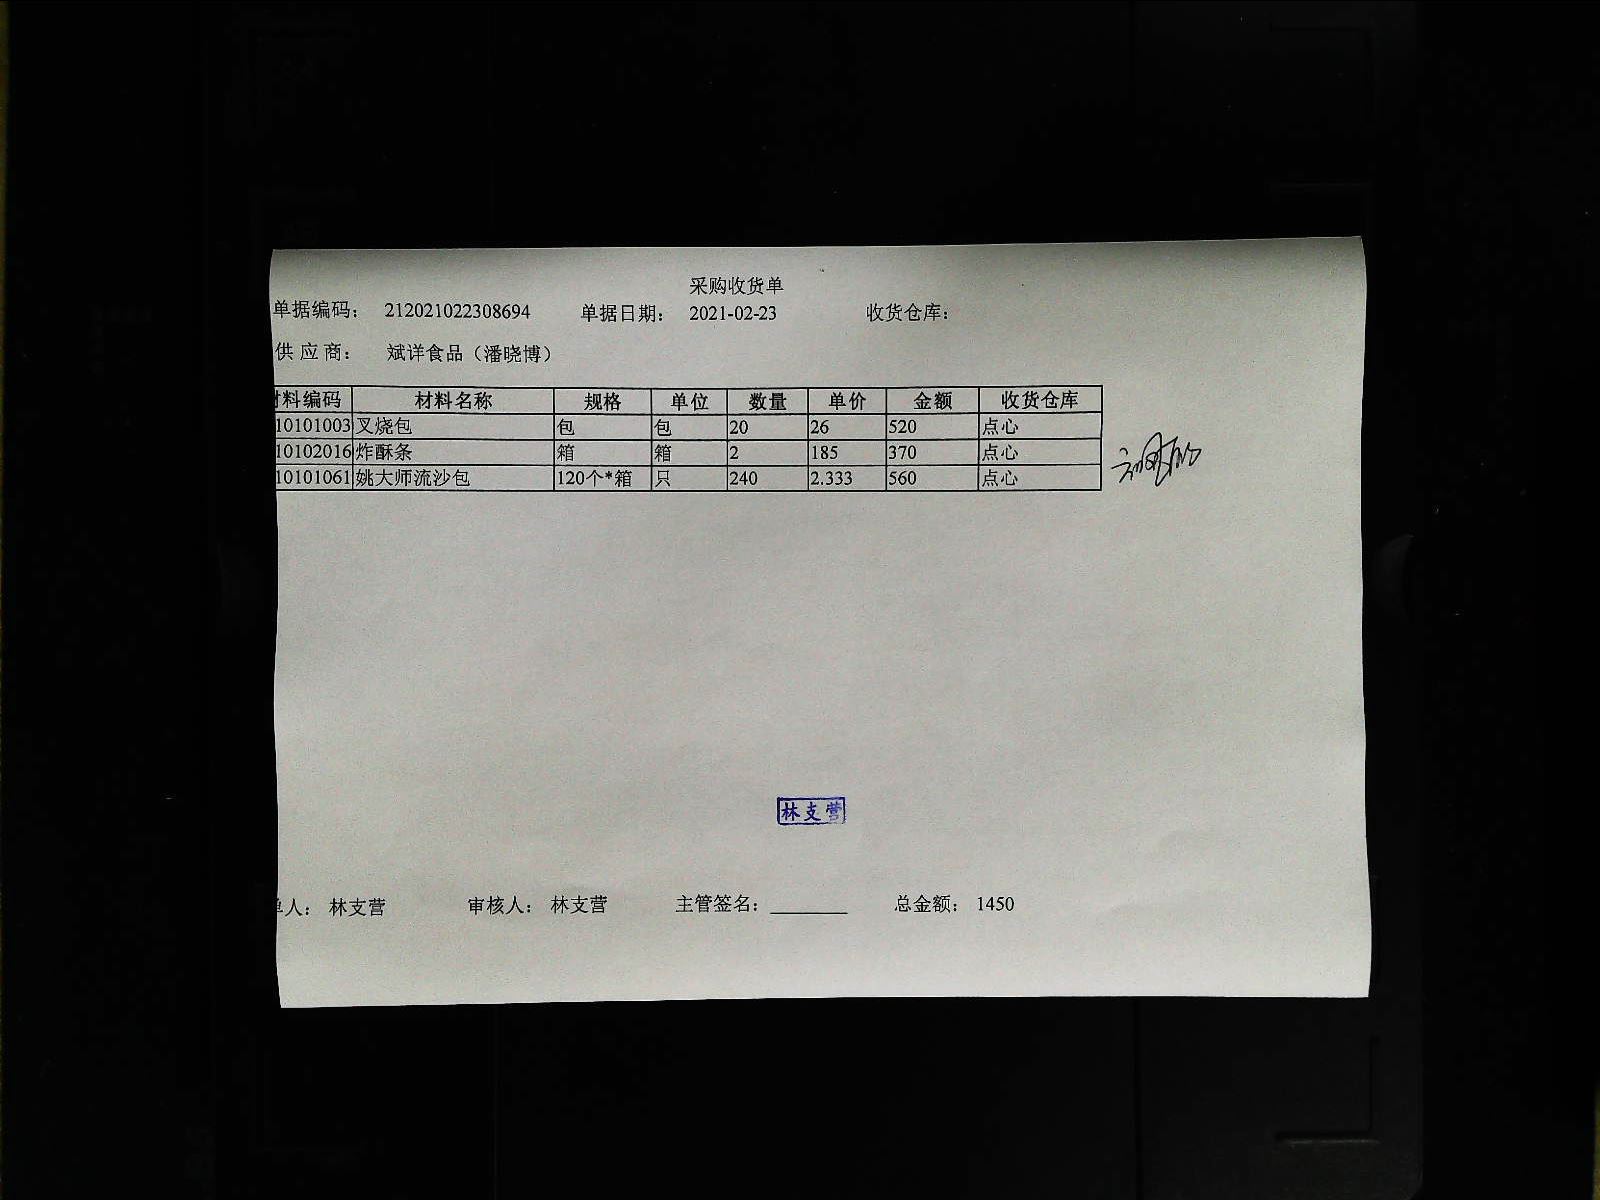 采购收货单
单据编码： 212021022308694 单据日期： 2021-02-23 收货仓库：
供 应 商： 斌详食品（潘晓博）
料编码 材料名称 规格 单位 数量 单价 金额 收货仓库
10101003 叉烧包 包 包 20 26 520 点心
10102016 炸酥条 箱 箱 2 185 370 点心
10101061 姚大师流沙包 120个*箱 只 240 2.333 560 点心
林支营
单人： 林支营 审核人： 林支营 主管签名： ________ 总金额： 1450